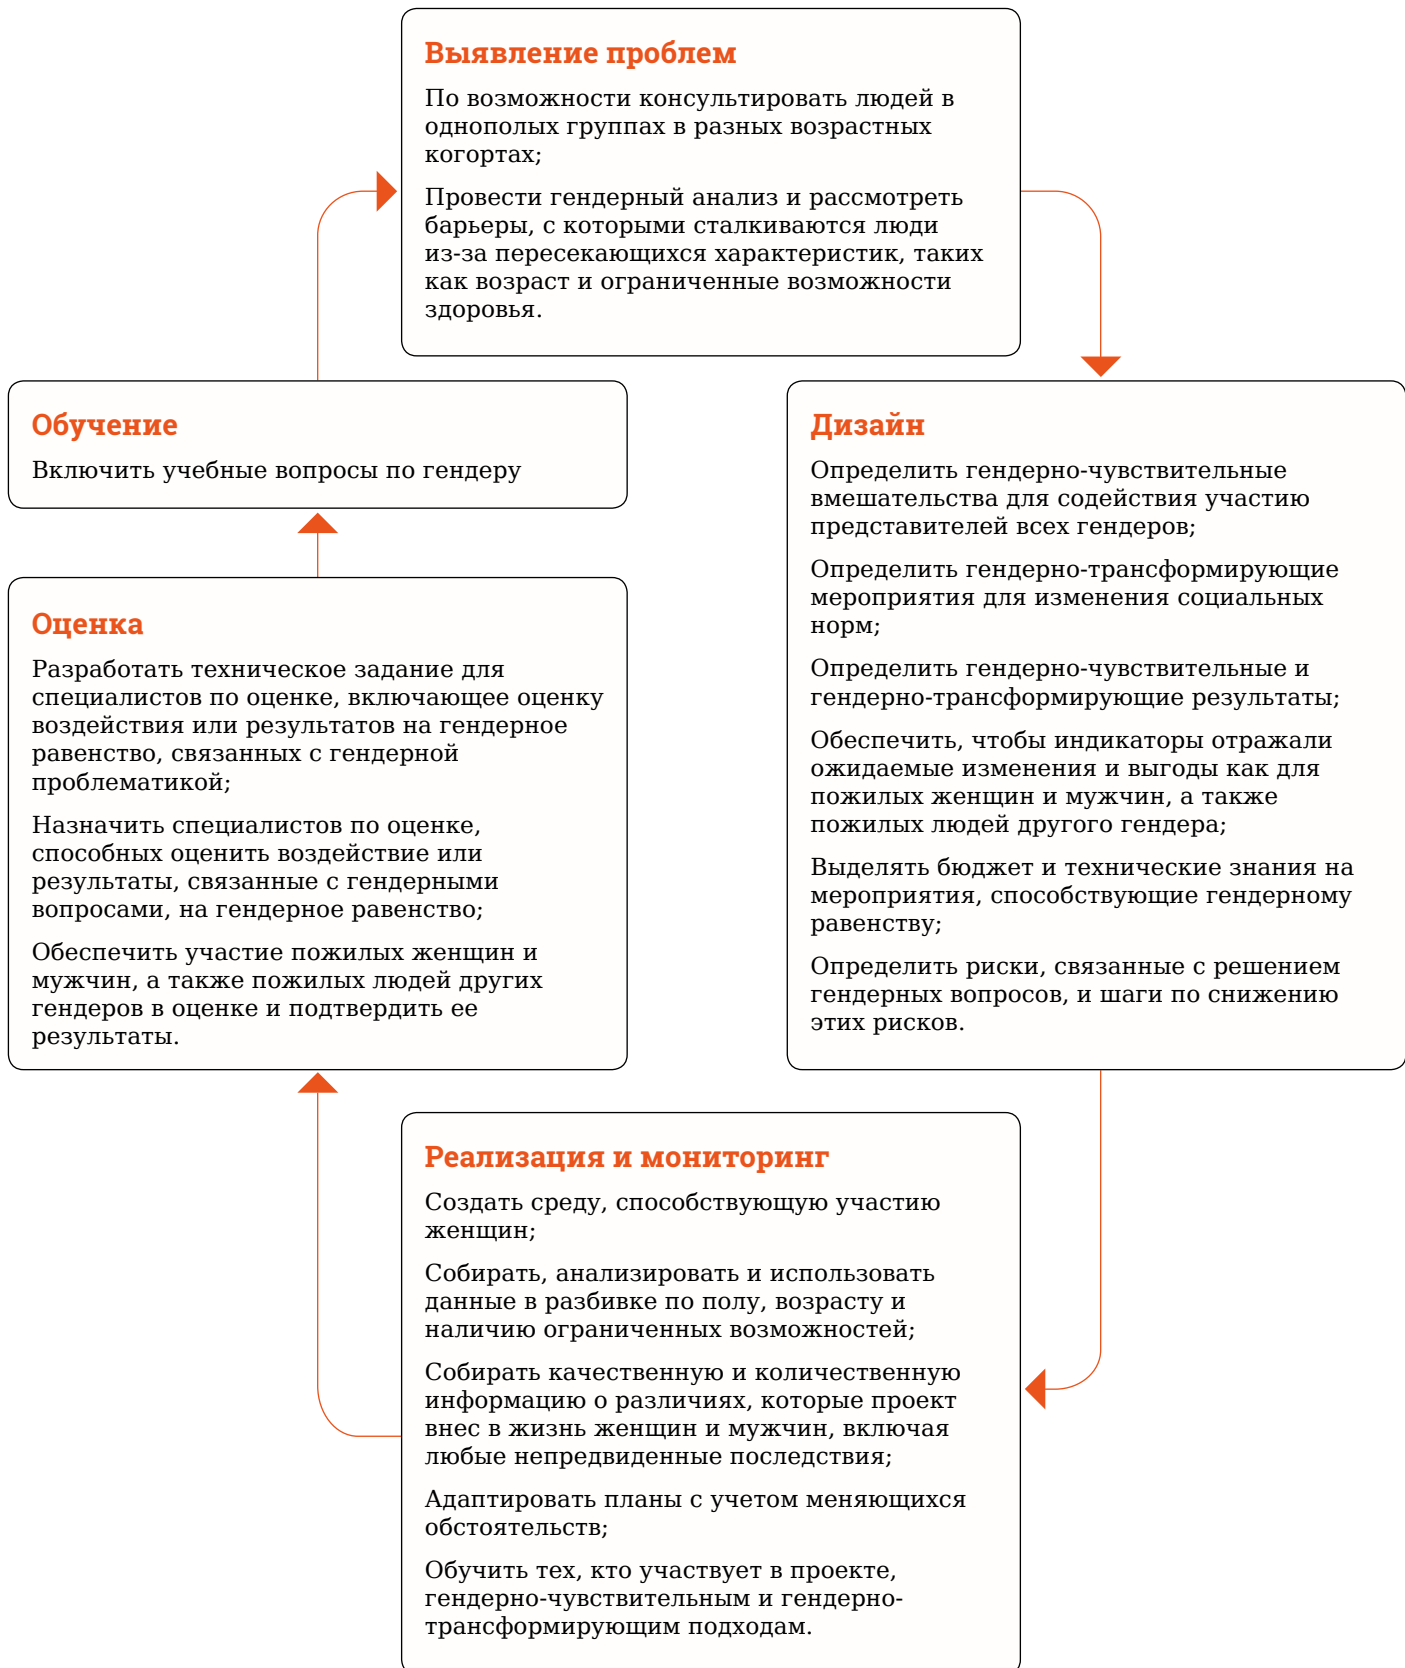 Выявление проблем
По возможности консультировать людей в
однополых группах в разных возрастных
когортах;
Провести гендерный анализ и рассмотреть
барьеры, с которыми сталкиваются люди
из-за пересекающихся характеристик, таких
как возраст и ограниченные возможности
здоровья.
Дизайн
Определить гендерно-чувствительные
вмешательства для содействия участию
представителей всех гендеров;
Определить гендерно-трансформирующие
мероприятия для изменения социальных
норм;
Определить гендерно-чувствительные и
гендерно-трансформирующие результаты;
Обеспечить, чтобы индикаторы отражали
ожидаемые изменения и выгоды как для
пожилых женщин и мужчин, а также
пожилых людей другого гендера;
Выделять бюджет и технические знания на
мероприятия, способствующие гендерному
равенству;
Определить риски, связанные с решением
гендерных вопросов, и шаги по снижению
этих рисков.
Реализация и мониторинг
Создать среду, способствующую участию
женщин;
Собирать, анализировать и использовать
данные в разбивке по полу, возрасту и
наличию ограниченных возможностей;
Собирать качественную и количественную
информацию о различиях, которые проект
внес в жизнь женщин и мужчин, включая
любые непредвиденные последствия;
Адаптировать планы с учетом меняющихся
обстоятельств;
Обучить тех, кто участвует в проекте,
гендерно-чувствительным и гендерно-
трансформирующим подходам.
Оценка
Разработать техническое задание для
специалистов по оценке, включающее оценку
воздействия или результатов на гендерное
равенство, связанных с гендерной
проблематикой;
Назначить специалистов по оценке,
способных оценить воздействие или
результаты, связанные с гендерными
вопросами, на гендерное равенство;
Обеспечить участие пожилых женщин и
мужчин, а также пожилых людей других
гендеров в оценке и подтвердить ее
результаты.
Обучение
Включить учебные вопросы по гендеру